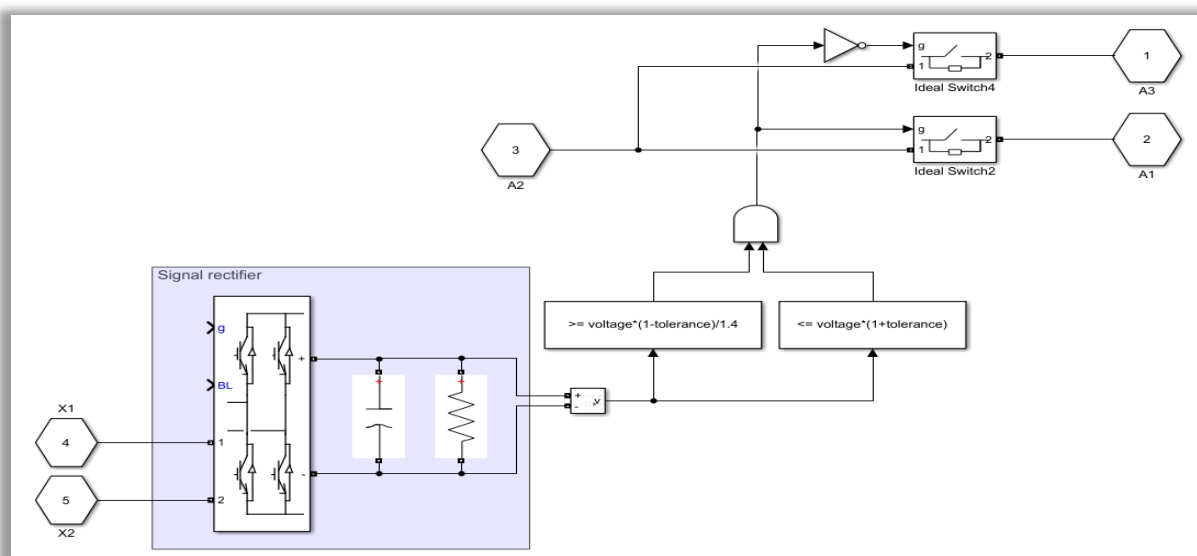 g
1
2
Ideal Switch4
1
A3
3
A2
g
1
2
Ideal Switch2
2
A1
Signal rectifier
g
BL
+
-
1
2
+
+
X1
4
5
X2
>= voltage*(1-tolerance)/1.4
<= voltage*(1+tolerance)
+
-
v